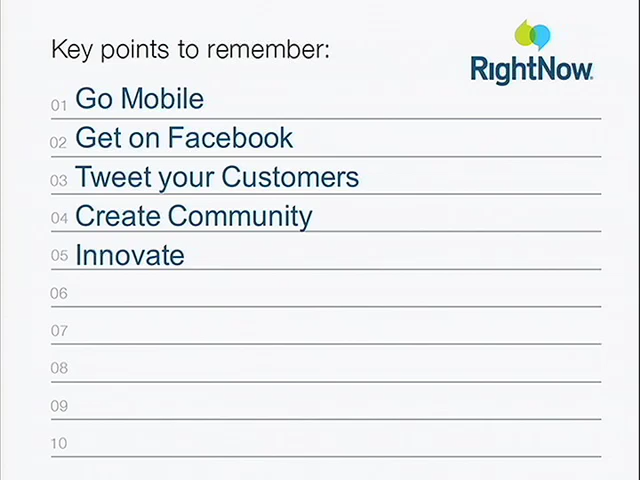 Key points to remember:
RightNow
01 Go Mobile
02 Get on Facebook
03 Tweet your Customers
04 Create Community
05 Innovate
06
07
08
09
10